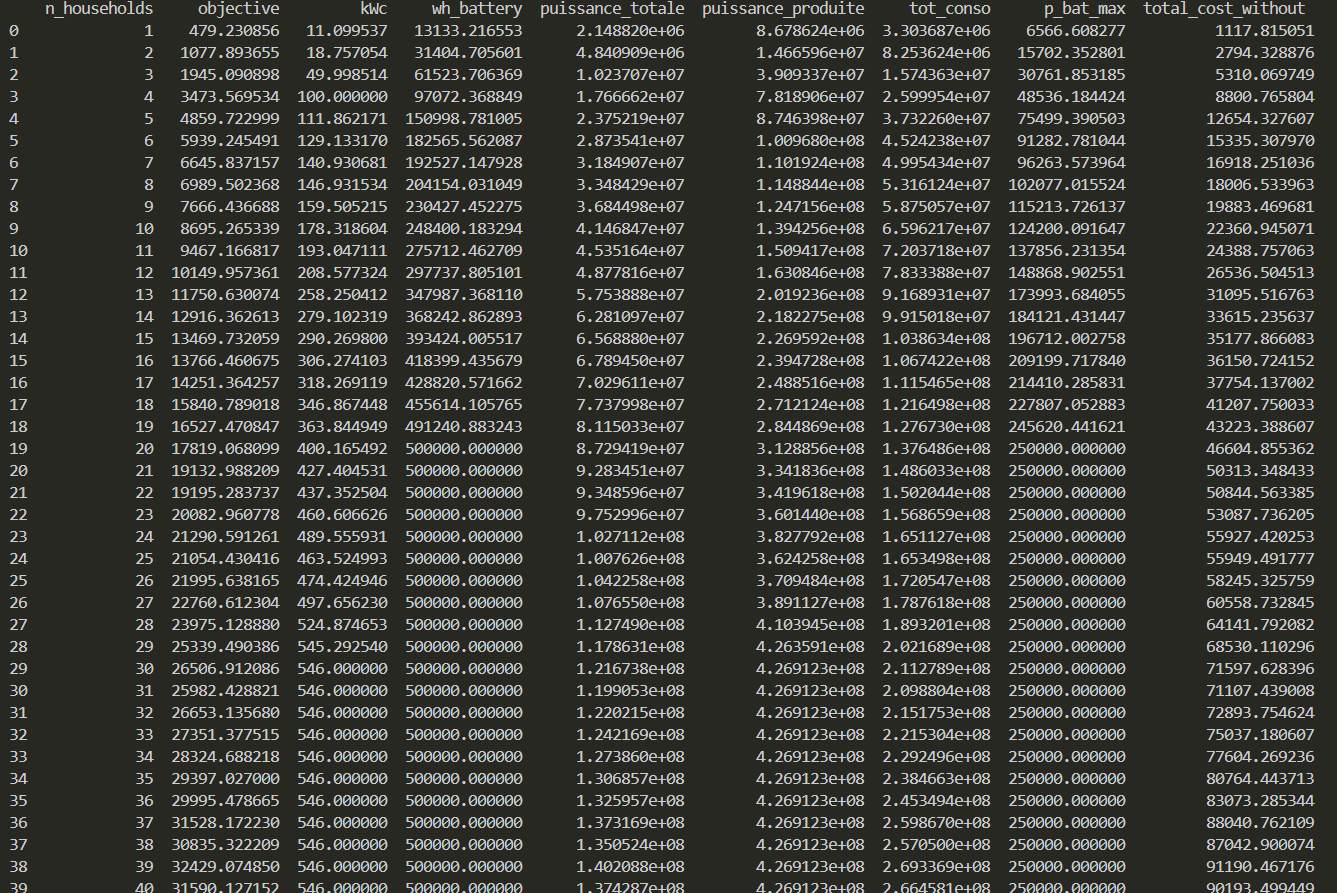 n_households objective kWc wh_battery puissance_totale puissance_produite tot_conso p_bat_max total_cost_without
0 1 479.230856 11.099537 13133.216553 2.148820e+06 8.678624e+06 3.303687e+06 6566.608277 1117.815051
1 2 1077.893655 18.757054 31404.705601 4.840909e+06 1.466596e+07 8.253624e+06 15702.352801 2794.328876
2 3 1945.090898 49.998514 61523.706369 1.023707e+07 3.909337e+07 1.574363e+07 30761.853185 5310.069749
3 4 3473.569534 100.000000 97072.368849 1.766662e+07 7.818906e+07 2.599954e+07 48536.184424 8800.765804
4 5 4859.722999 111.862171 150998.781005 2.375219e+07 8.746398e+07 3.732260e+07 75499.390503 12654.327607
5 6 5939.245491 129.133170 182565.562087 2.873541e+07 1.009680e+08 4.524238e+07 91282.781044 15335.307970
6 7 6645.837157 140.930681 192527.147928 3.184907e+07 1.101924e+08 4.995434e+07 96263.573964 16918.251036
7 8 6989.502368 146.931534 204154.031049 3.348429e+07 1.148844e+08 5.316124e+07 102077.015524 18006.533963
8 9 7666.436688 159.505215 230427.452275 3.684498e+07 1.247156e+08 5.875057e+07 115213.726137 19883.469681
9 10 8695.265339 178.318604 248400.183294 4.146847e+07 1.394256e+08 6.596217e+07 124200.091647 22360.945071
10 11 9467.166817 193.047111 275712.462709 4.535164e+07 1.509417e+08 7.203718e+07 137856.231354 24388.757063
11 12 10149.957361 208.577324 297737.805101 4.877816e+07 1.630846e+08 7.833388e+07 148868.902551 26536.504513
12 13 11750.630074 258.250412 347987.368110 5.753888e+07 2.019236e+08 9.168931e+07 173993.684055 31095.516763
13 14 12916.362613 279.102319 368242.862893 6.281097e+07 2.182275e+08 9.915018e+07 184121.431447 33615.235637
14 15 13469.732059 290.269800 393424.005517 6.568880e+07 2.269592e+08 1.038634e+08 196712.002758 35177.866083
15 16 13766.460675 306.274103 418399.435679 6.789450e+07 2.394728e+08 1.067422e+08 209199.717840 36150.724152
16 17 14251.364257 318.269119 428820.571662 7.029611e+07 2.488516e+08 1.115465e+08 214410.285831 37754.137002
17 18 15840.789018 346.867448 455614.105765 7.737998e+07 2.712124e+08 1.216498e+08 227807.052883 41207.750033
18 19 16527.470847 363.844949 491240.883243 8.115033e+07 2.844869e+08 1.276730e+08 245620.441621 43223.388607
19 20 17819.068099 400.165492 500000.000000 8.729419e+07 3.128856e+08 1.376486e+08 250000.000000 46604.855362
20 21 19132.988209 427.404531 500000.000000 9.283451e+07 3.341836e+08 1.486033e+08 250000.000000 50313.348433
21 22 19195.283737 437.352504 500000.000000 9.348596e+07 3.419618e+08 1.502044e+08 250000.000000 50844.563385
22 23 20082.960778 460.606626 500000.000000 9.752996e+07 3.601440e+08 1.568659e+08 250000.000000 53087.736205
23 24 21290.591261 489.555931 500000.000000 1.027112e+08 3.827792e+08 1.651127e+08 250000.000000 55927.420253
24 25 21054.430416 463.524993 500000.000000 1.007626e+08 3.624258e+08 1.653498e+08 250000.000000 55949.491777
25 26 21995.638165 474.424946 500000.000000 1.042258e+08 3.709484e+08 1.720547e+08 250000.000000 58245.325759
26 27 22760.612304 497.656230 500000.000000 1.076550e+08 3.891127e+08 1.787618e+08 250000.000000 60558.732845
27 28 23975.128880 524.874653 500000.000000 1.127490e+08 4.103945e+08 1.893201e+08 250000.000000 64141.792082
28 29 25339.490386 545.292540 500000.000000 1.178631e+08 4.263591e+08 2.021689e+08 250000.000000 68530.110296
29 30 26506.912086 546.000000 500000.000000 1.216738e+08 4.269123e+08 2.112789e+08 250000.000000 71597.628396
30 31 25982.428821 546.000000 500000.000000 1.199053e+08 4.269123e+08 2.098804e+08 250000.000000 71107.439008
31 32 26653.135680 546.000000 500000.000000 1.220215e+08 4.269123e+08 2.151753e+08 250000.000000 72893.754624
32 33 27351.377515 546.000000 500000.000000 1.242169e+08 4.269123e+08 2.215304e+08 250000.000000 75037.180607
33 34 28324.688218 546.000000 500000.000000 1.273860e+08 4.269123e+08 2.292496e+08 250000.000000 77604.269236
34 35 29397.027000 546.000000 500000.000000 1.306857e+08 4.269123e+08 2.384663e+08 250000.000000 80764.443713
35 36 29995.478665 546.000000 500000.000000 1.325957e+08 4.269123e+08 2.453494e+08 250000.000000 83073.285344
36 37 31528.172230 546.000000 500000.000000 1.373169e+08 4.269123e+08 2.598670e+08 250000.000000 88040.762109
37 38 30835.322209 546.000000 500000.000000 1.350524e+08 4.269123e+08 2.570500e+08 250000.000000 87042.900074
38 39 32429.074850 546.000000 500000.000000 1.402088e+08 4.269123e+08 2.693369e+08 250000.000000 91190.467176
39 40 31590.127152 546.000000 500000.000000 1.374287e+08 4.269123e+08 2.664581e+08 250000.000000 90193.499449